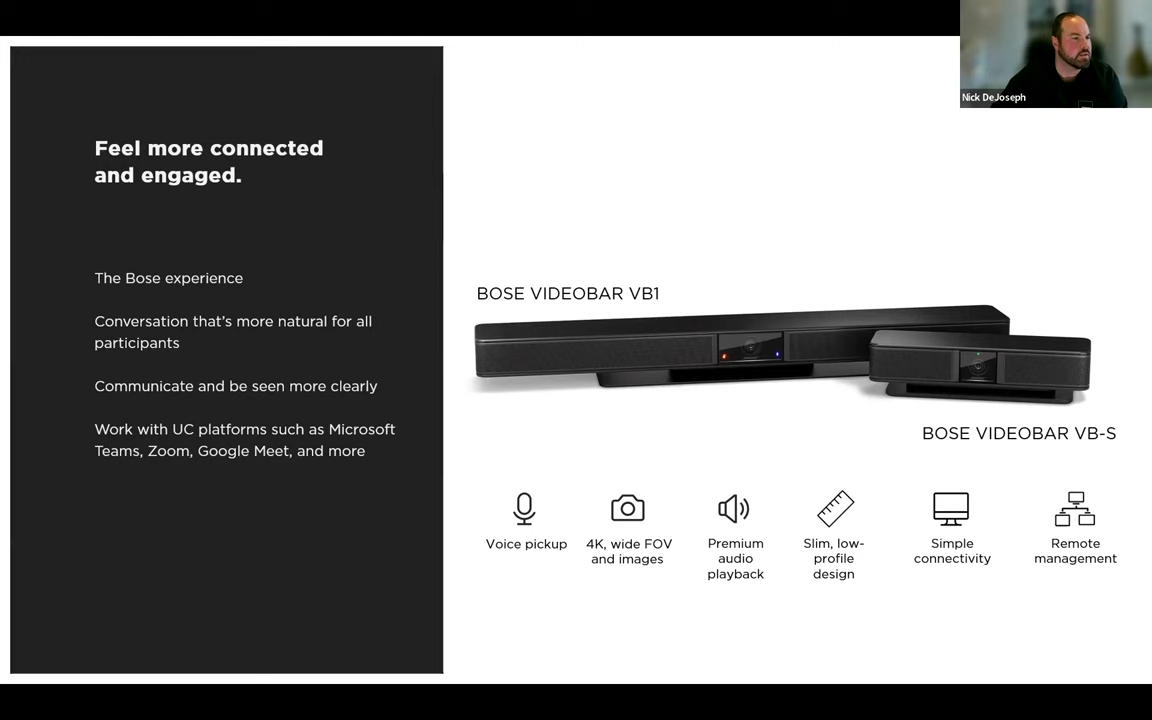 Nick DeJoseph
Feel more connected
and engaged.
The Bose experience
Conversation that's more natural for all
participants
Communicate and be seen more clearly
Work with UC platforms such as Microsoft
Teams, Zoom, Google Meet, and more
BOSE VIDEOBAR VB1
BOSE VIDEOBAR VB-S
Voice pickup
4K, wide FOV
and images
Premium
audio
playback
Slim, low-
profile
design
Simple
connectivity
Remote
management